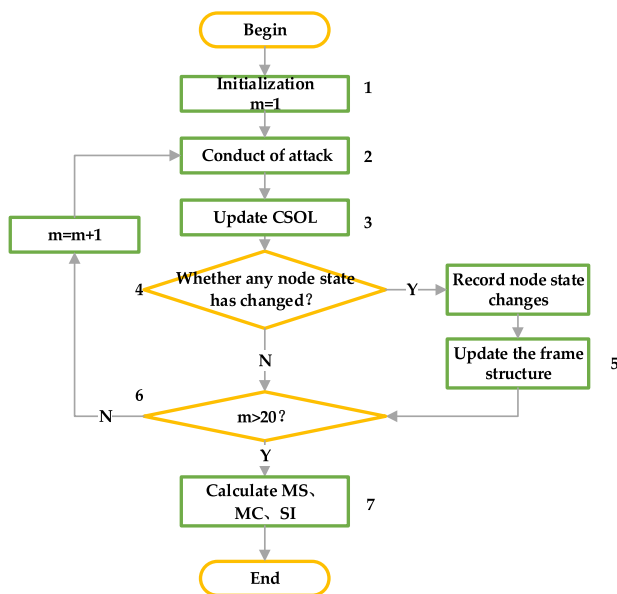 Begin
Initialization
m=1
1
Conduct of attack
2
Update CSOL
3
m=m+1
Whether any node state
has changed？
4
Y
Record node state
changes
N
Update the frame
structure
5
6
m>20？
N
Y
Calculate MS、
MC、SI
7
End